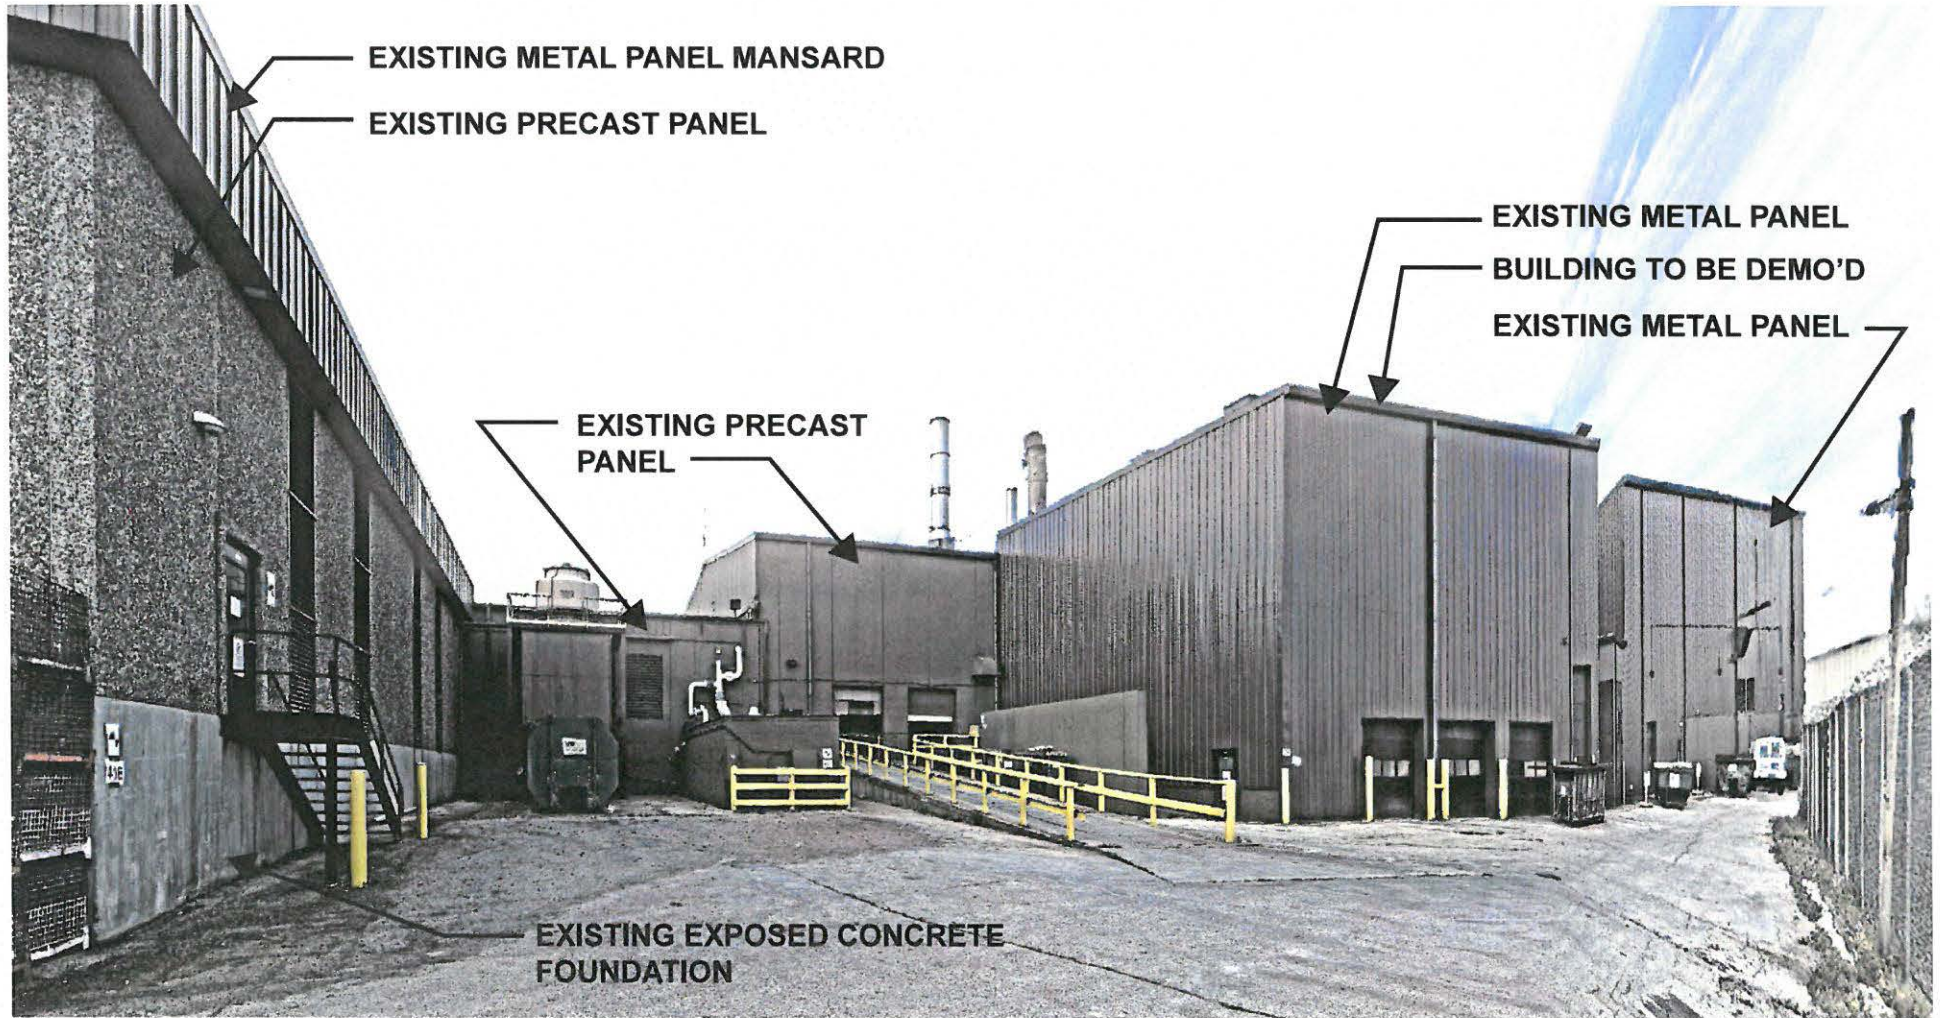 EXISTING METAL PANEL MANSARD
EXISTING PRECAST PANEL
EXISTING METAL PANEL
BUILDING TO BE DEMO'D
EXISTING METAL PANEL
EXISTING PRECAST
PANEL
EXISTING EXPOSED CONCRETE
FOUNDATION